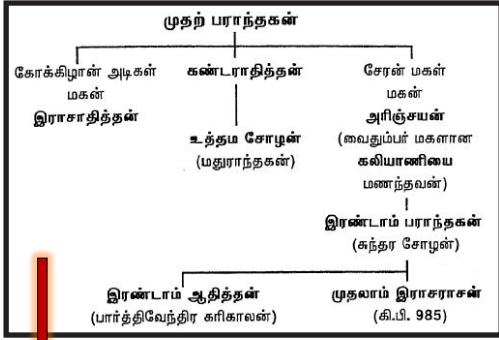 முதற் பராந்தகன்
கோக்கிழான் அடிகள்
மகன்
இராசாதித்தன்
கண்டராதித்தன்
உத்தம சோழன்
(மதுராந்தகன்)
சேரன் மகள்
மகன்
அரிஞ்சயன்
(வைதும்பர் மகளான
கலியாணியை
மணந்தவன்)
இரண்டாம் பராந்தகன்
(சுந்தர சோழன்)
இரண்டாம் ஆதித்தன்
(பார்த்திவேந்திர கரிகாலன்)
முதலாம் இராசராசன்
(கி.பி. 985)